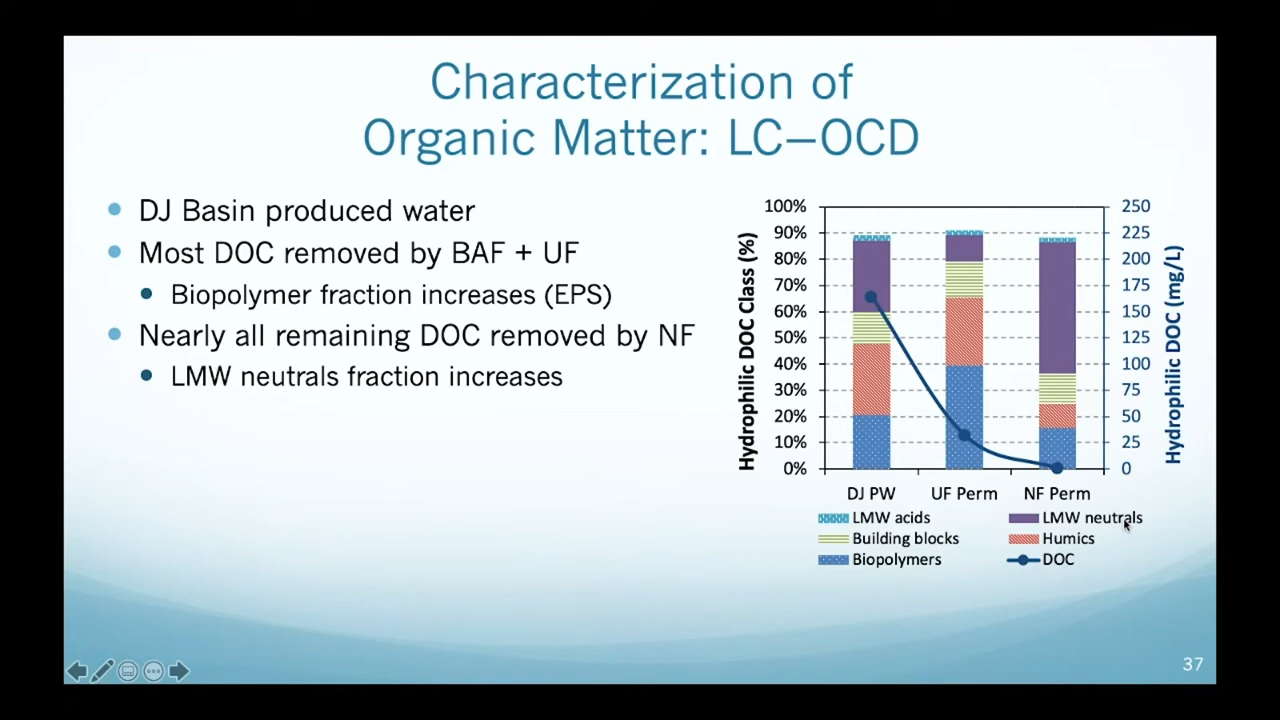 Characterization of
Organic Matter: LC–OCD
DJ Basin produced water
Most DOC removed by BAF + UF
Biopolymer fraction increases (EPS)
Nearly all remaining DOC removed by NF
LMW neutrals fraction increases
Hydrophilic DOC Class (%)
100%
90%
80%
70%
60%
50%
40%
30%
20%
10%
0%
250
225
200
175
150
125
100
75
50
25
0
Hydrophilic DOC (mg/L)
DJ PW UF Perm NF Perm
LMW acids LMW neutrals
Building blocks Humics
Biopolymers DOC
37